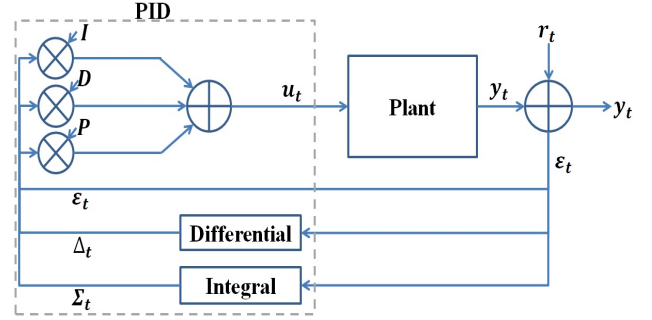 PID
I
D
P
u_t
Plant
y_t
r_t
y_t
ε_t
ε_t
Differential
Δ_t
Integral
Σ_t